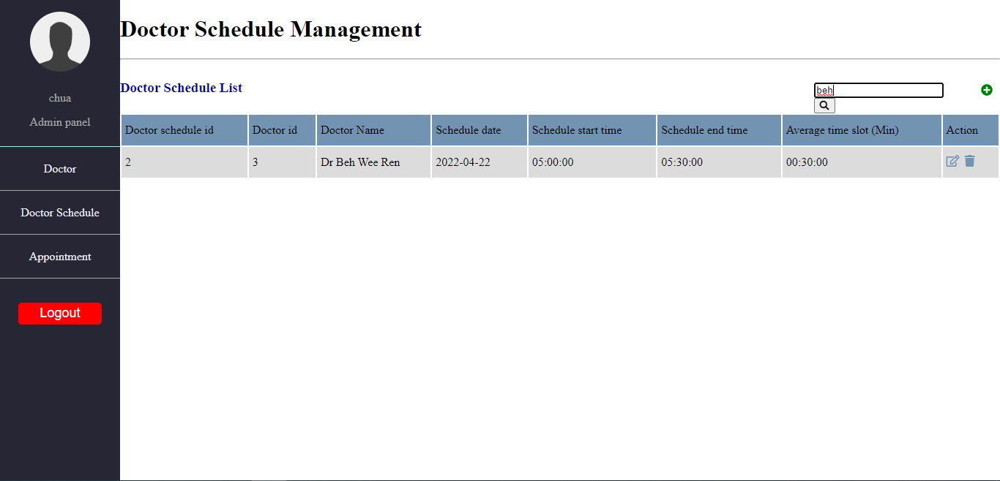 Doctor Schedule Management
chua
Admin panel
Doctor
Doctor Schedule
Appointment
Logout
Doctor Schedule List
beh
Doctor schedule id Doctor id Doctor Name Schedule date Schedule start time Schedule end time Average time slot (Min) Action
2 3 Dr Beh Wee Ren 2022-04-22 05:00:00 05:30:00 00:30:00